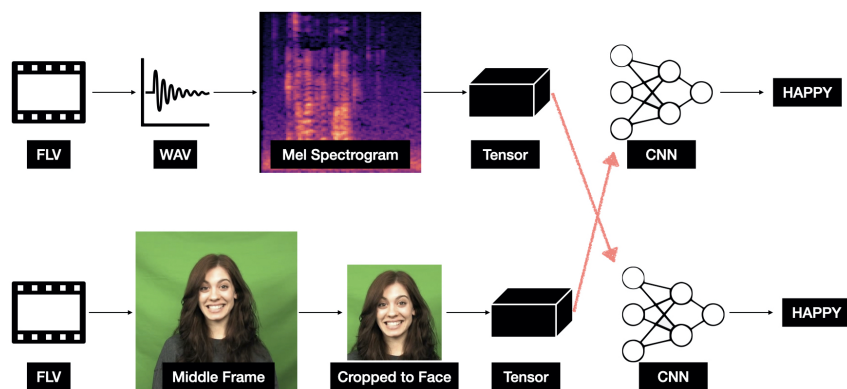 HAPPY
FLV
WAV
Mel Spectrogram
Tensor
CNN
HAPPY
FLV
Middle Frame
Cropped to Face
Tensor
CNN